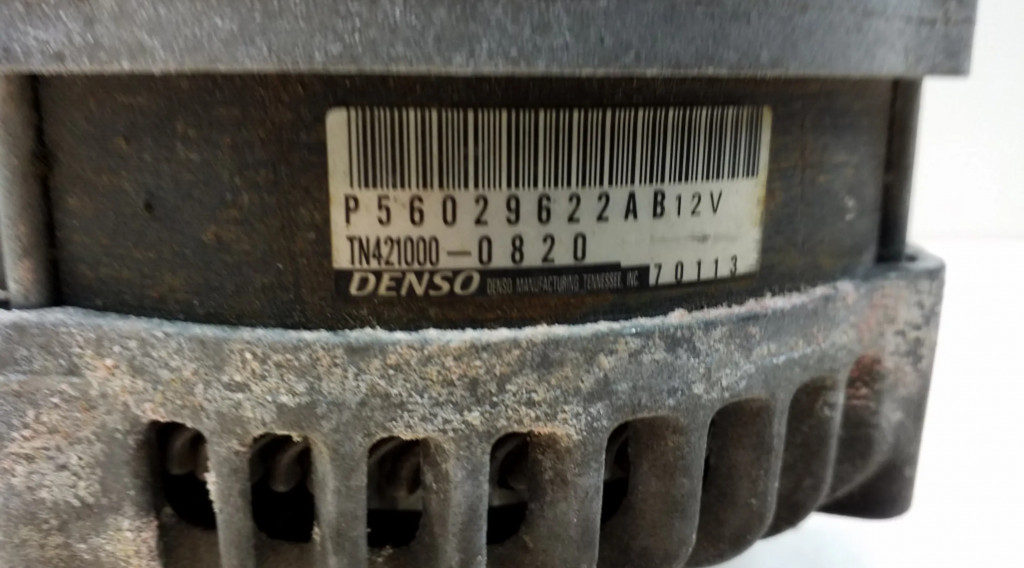 P56029622AB12V
TN421000-0820
DENSO DENSO MANUFACTURING TENNESSEE, INC. 70113